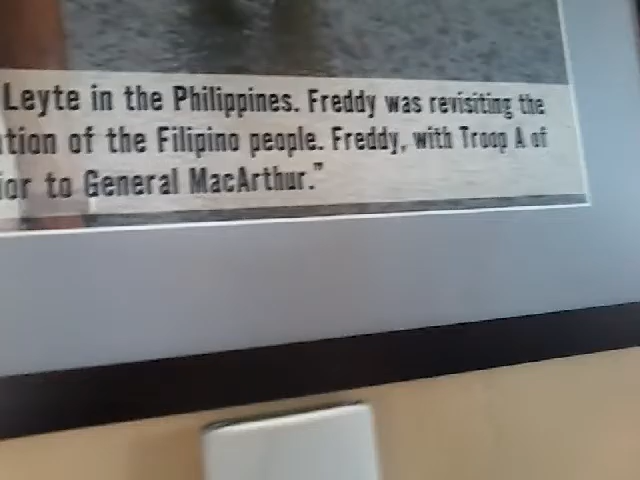 Leyte in the Philippines. Freddy was revisiting the
tion of the Filipino people. Freddy, with Troop A of
ior to General MacArthur."